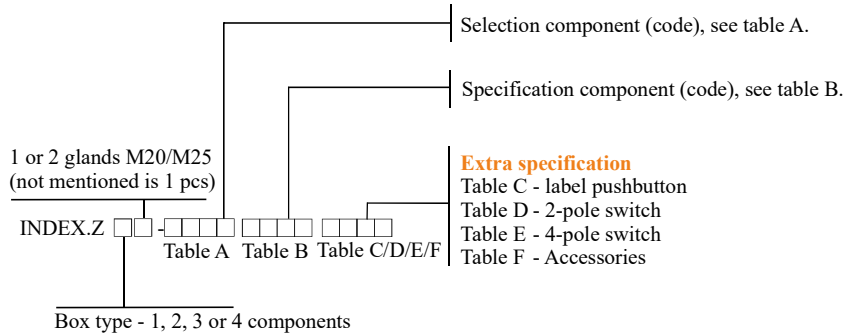 Selection component (code), see table A.
Specification component (code), see table B.
1 or 2 glands M20/M25
(not mentioned is 1 pcs)
Extra specification
Table C - label pushbutton
Table D - 2-pole switch
Table E - 4-pole switch
Table F - Accessories
INDEX.Z -
Table A Table B Table C/D/E/F
Box type - 1, 2, 3 or 4 components